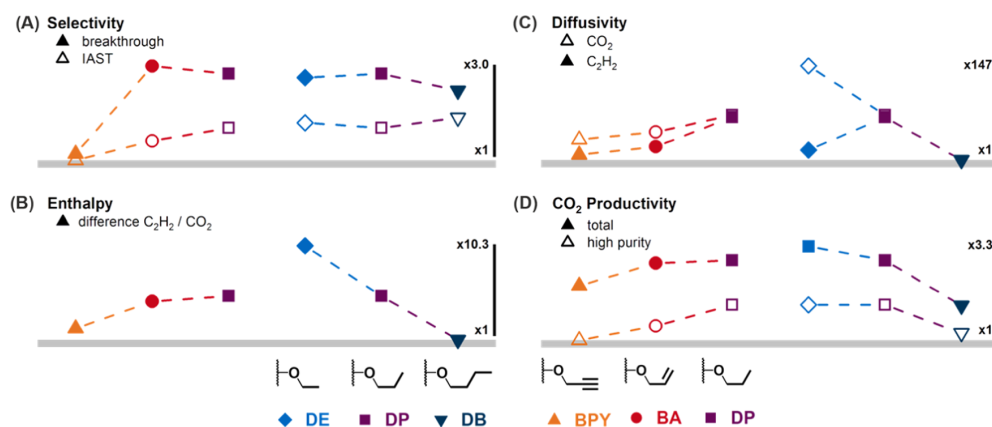 (A) Selectivity
breakthrough
IAST
x3.0
x1
(B) Enthalpy
difference C₂H₂ / CO₂
x10.3
x1
(C) Diffusivity
CO₂
C₂H₂
x147
x1
(D) CO₂ Productivity
total
high purity
x3.3
x1
O O O O O O
DE DP DB BPY BA DP